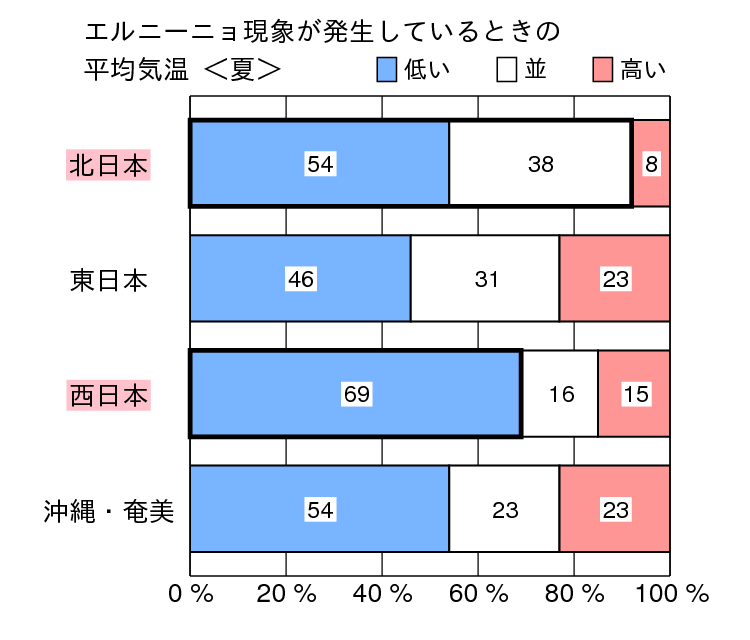 エルニーニョ現象が発生しているときの
平均気温 ＜夏＞ 低い 並 高い
北日本 54 38 8
東日本 46 31 23
西日本 69 16 15
沖縄・奄美 54 23 23
0 % 20 % 40 % 60 % 80 % 100 %